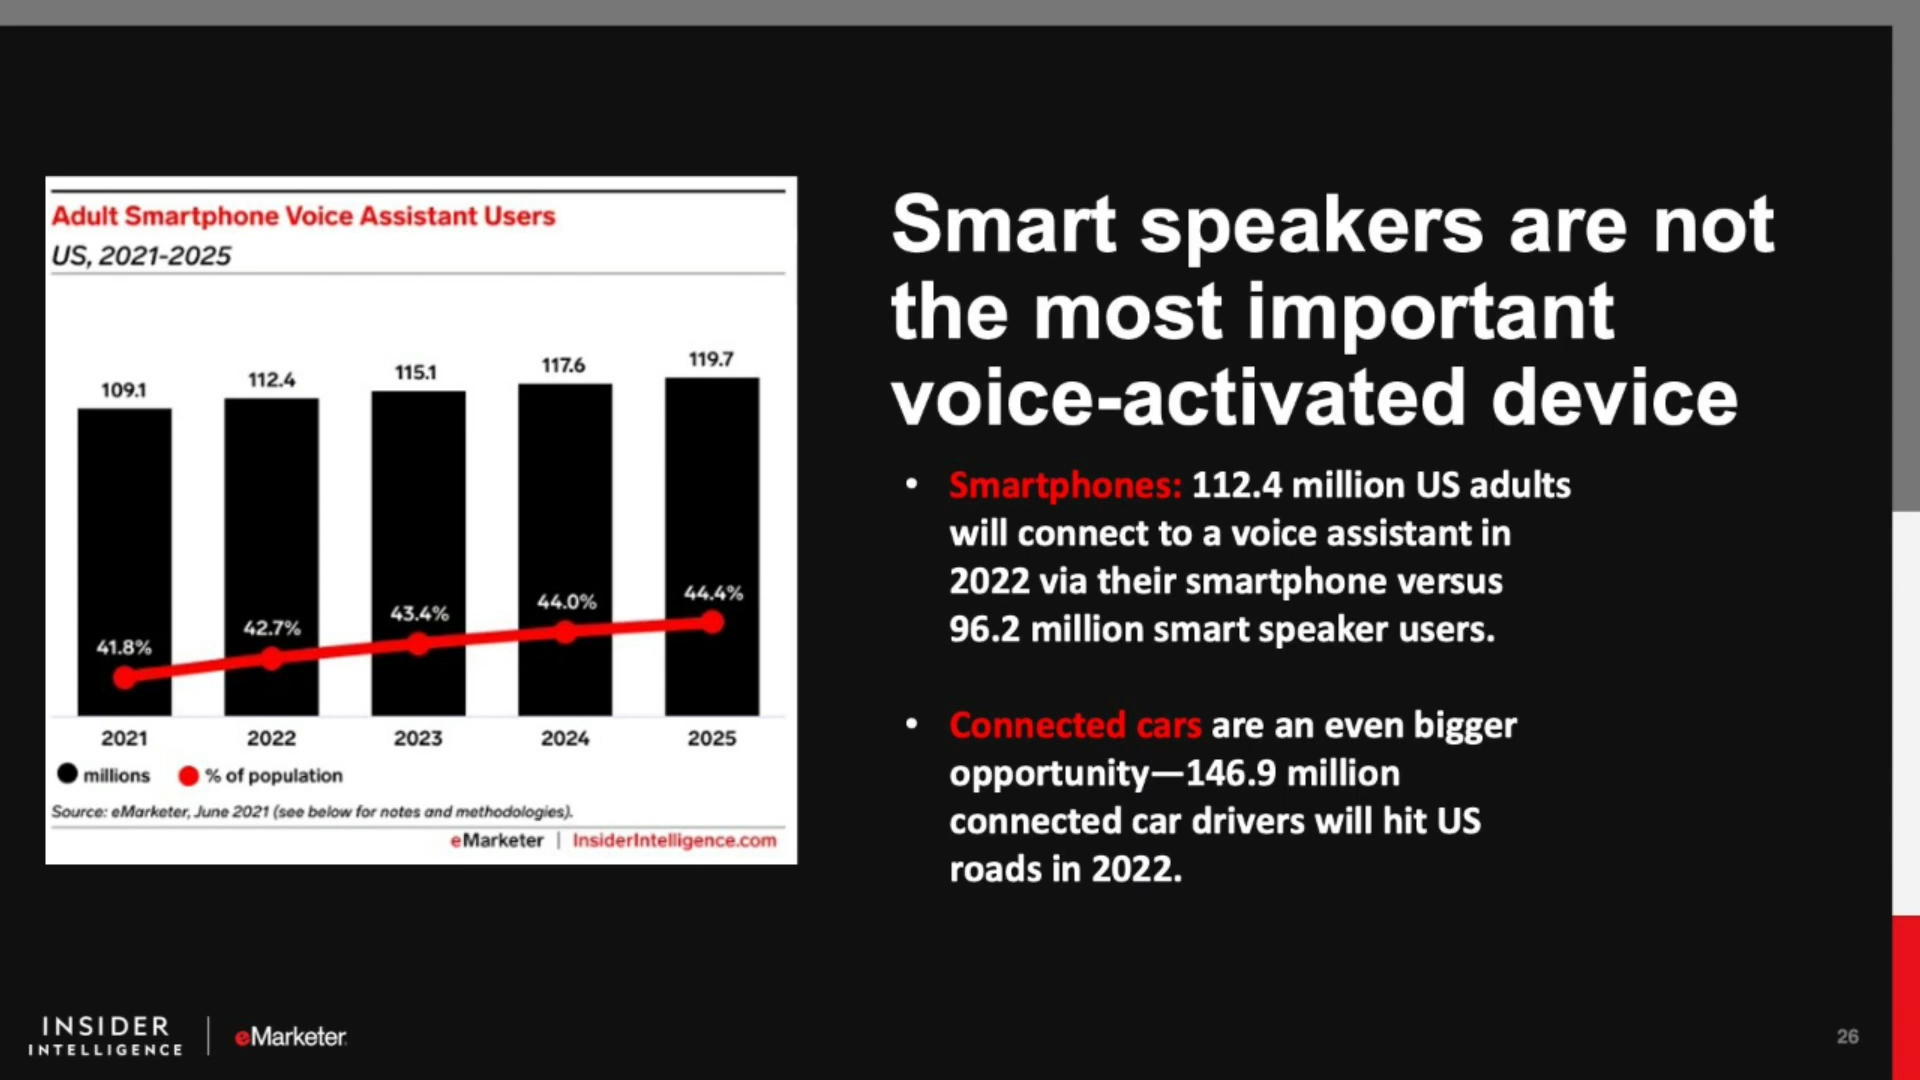 Adult Smartphone Voice Assistant Users
US, 2021-2025
109.1
112.4
115.1
117.6
119.7
41.8%
42.7%
43.4%
44.0%
44.4%
2021 2022 2023 2024 2025
millions % of population
Source: eMarketer, June 2021 (see below for notes and methodologies).
eMarketer | InsiderIntelligence.com
Smart speakers are not
the most important
voice-activated device
• Smartphones: 112.4 million US adults
will connect to a voice assistant in
2022 via their smartphone versus
96.2 million smart speaker users.
• Connected cars are an even bigger
opportunity—146.9 million
connected car drivers will hit US
roads in 2022.
INSIDER
INTELLIGENCE
eMarketer
26